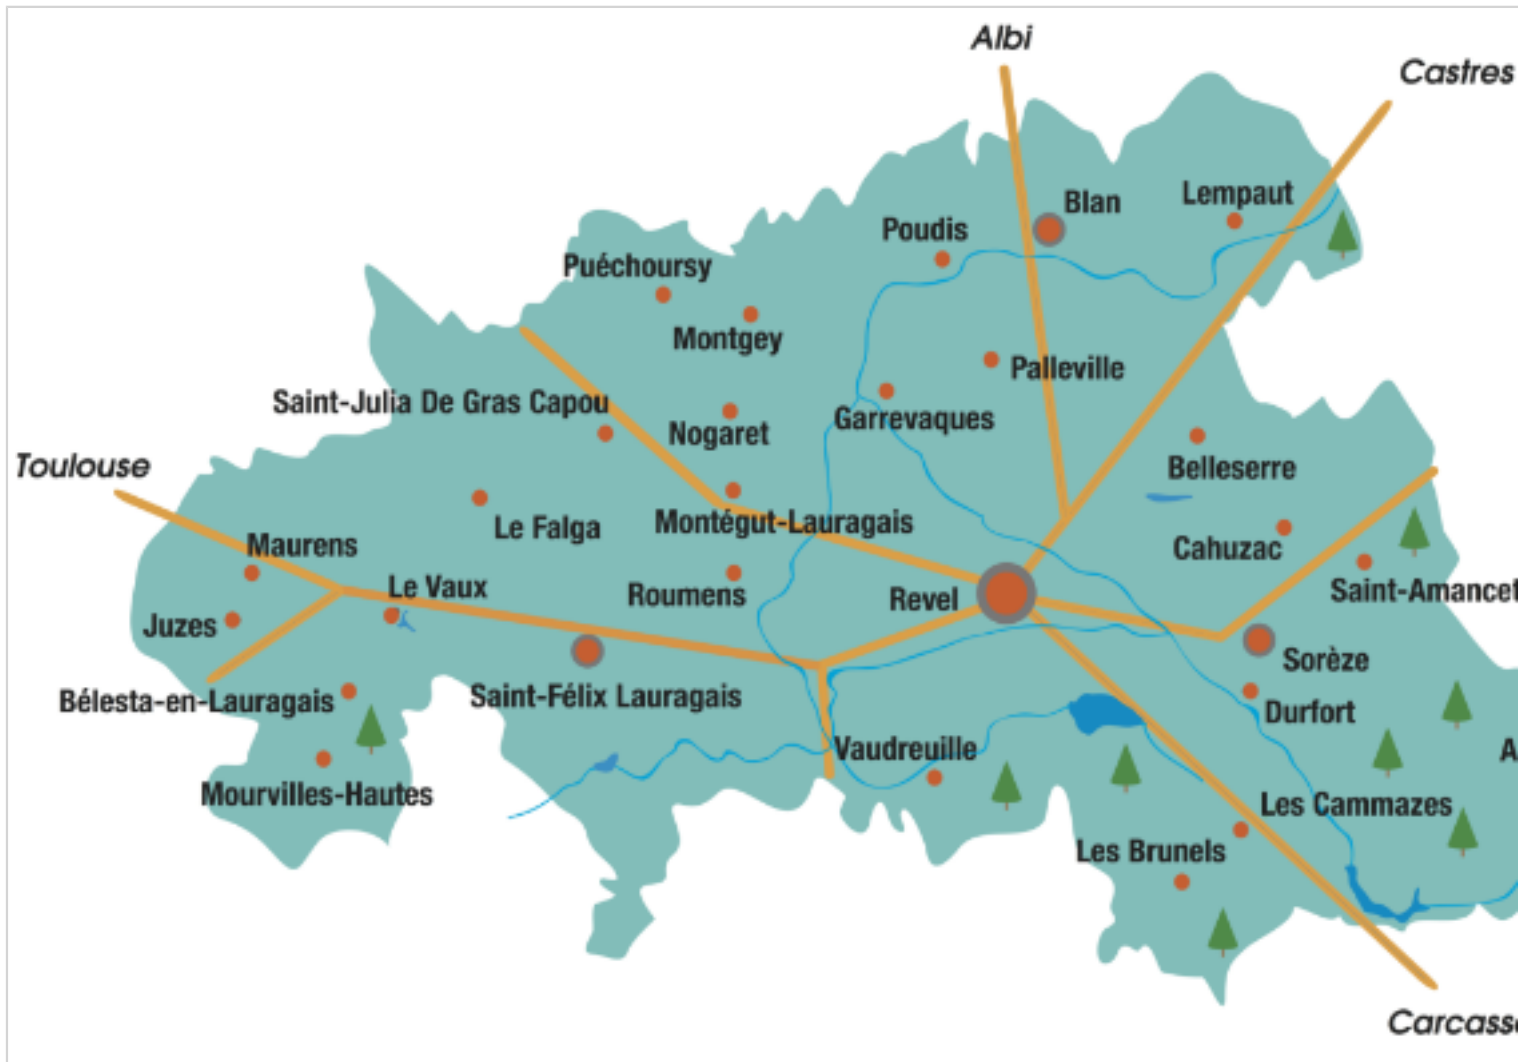 Albi
Castres
Blan
Lempaut
Poudis
Puéchoursy
Montgey
Palleville
Saint-Julia De Gras Capou
Garrevaques
Nogaret
Toulouse
Belleserre
Montégut-Lauragais
Le Falga
Maurens
Cahuzac
Le Vaux
Saint-Amancet
Roumens
Revel
Juzes
Sorèze
Bélesta-en-Lauragais
Saint-Félix Lauragais
Durfort
Vaudreuille
A
Mourvilles-Hautes
Les Cammazes
Les Brunels
Carcass